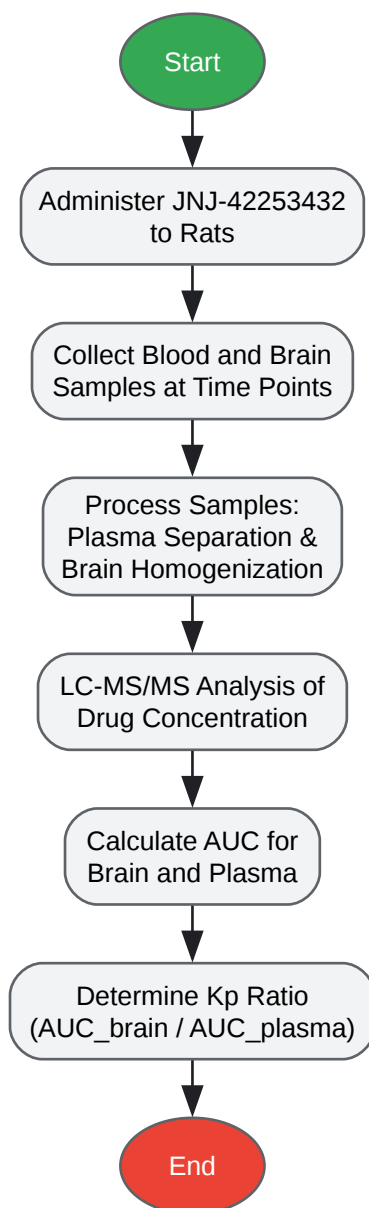 Start
Administer JNJ-42253432
to Rats
Collect Blood and Brain
Samples at Time Points
Process Samples:
Plasma Separation &
Brain Homogenization
LC-MS/MS Analysis of
Drug Concentration
Calculate AUC for
Brain and Plasma
Determine Kp Ratio
(AUC_brain / AUC_plasma)
End